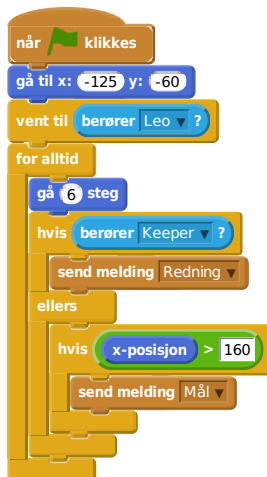 når klikkes
gå til x: -125 y: -60
vent til berører Leo ?
for alltid
gå 6 steg
hvis berører Keeper ?
send melding Redning
ellers
hvis x-posisjon > 160
send melding Mål